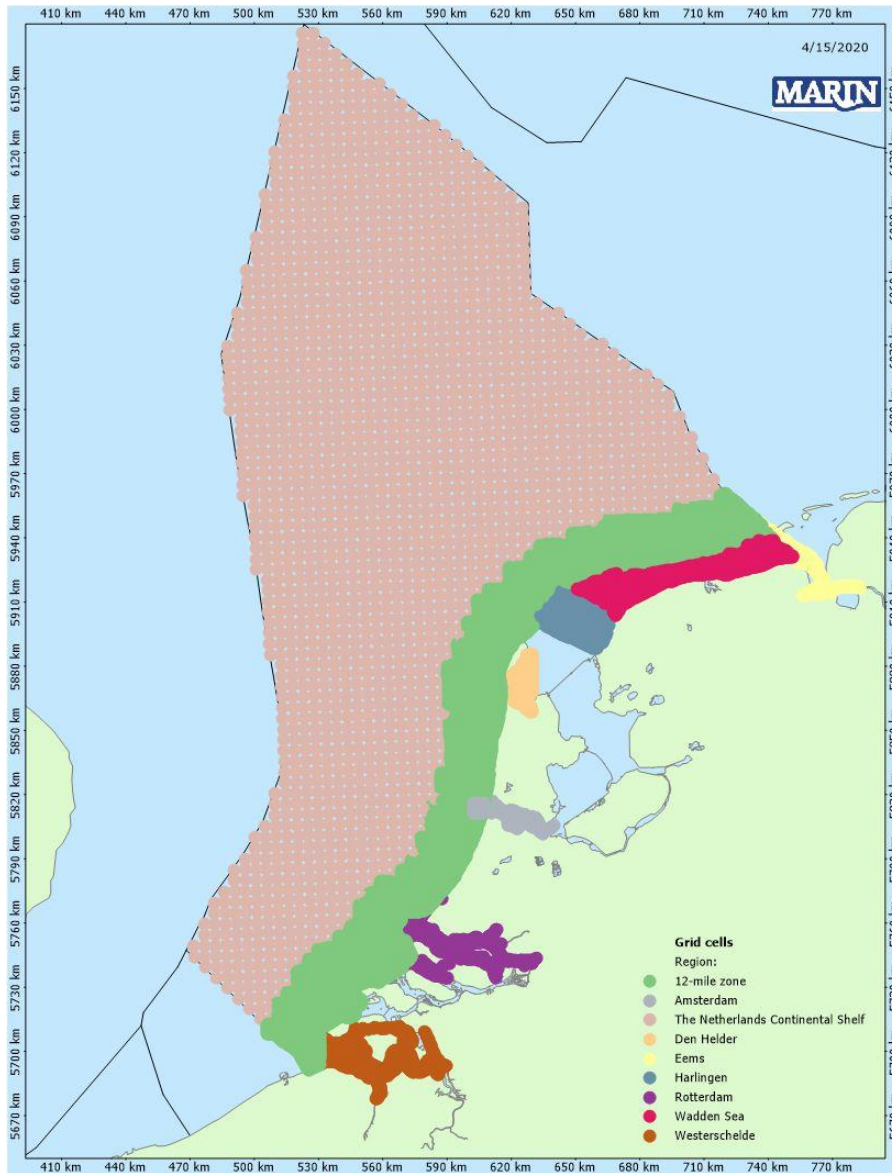 410 km 440 km 470 km 500 km 530 km 560 km 590 km 620 km 650 km 680 km 710 km 740 km 770 km
4/15/2020
MARIN
6150 km
6120 km
6090 km
6060 km
6030 km
6000 km
5970 km
5940 km
5910 km
5880 km
5850 km
5820 km
5790 km
5760 km
5730 km
5700 km
5670 km
Grid cells
Region:
12-mile zone
Amsterdam
The Netherlands Continental Shelf
Den Helder
Eems
Harlingen
Rotterdam
Wadden Sea
Westerschelde
410 km 440 km 470 km 500 km 530 km 560 km 590 km 620 km 650 km 680 km 710 km 740 km 770 km